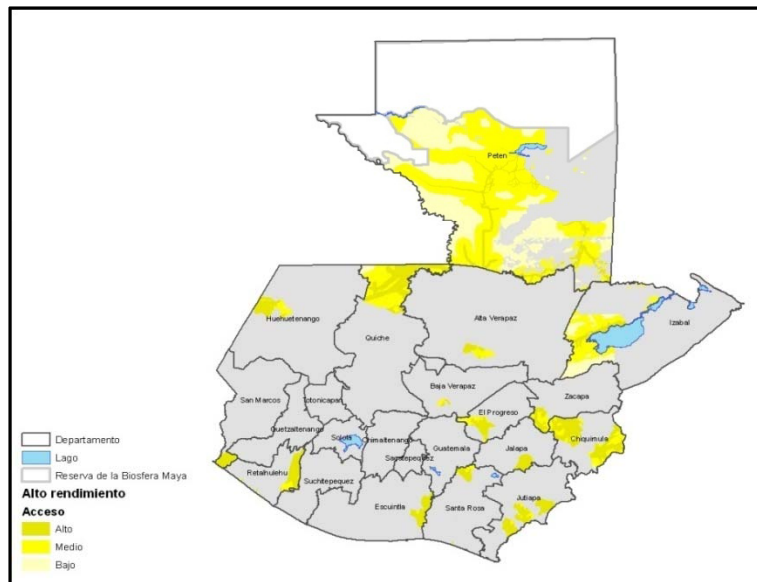 Peten
Huehuetenango
Quiche
Alta Verapaz
Izabal
San Marcos
Totonicapan
Baja Verapaz
Zacapa
El Progreso
Quetzaltenango
Solola
Chimaltenango
Guatemala
Jalapa
Chiquimula
Sacatepequez
Retalhulehu
Suchitepequez
Escuintla
Santa Rosa
Jutiapa
Departamento
Lago
Reserva de la Biosfera Maya
Alto rendimiento
Acceso
Alto
Medio
Bajo